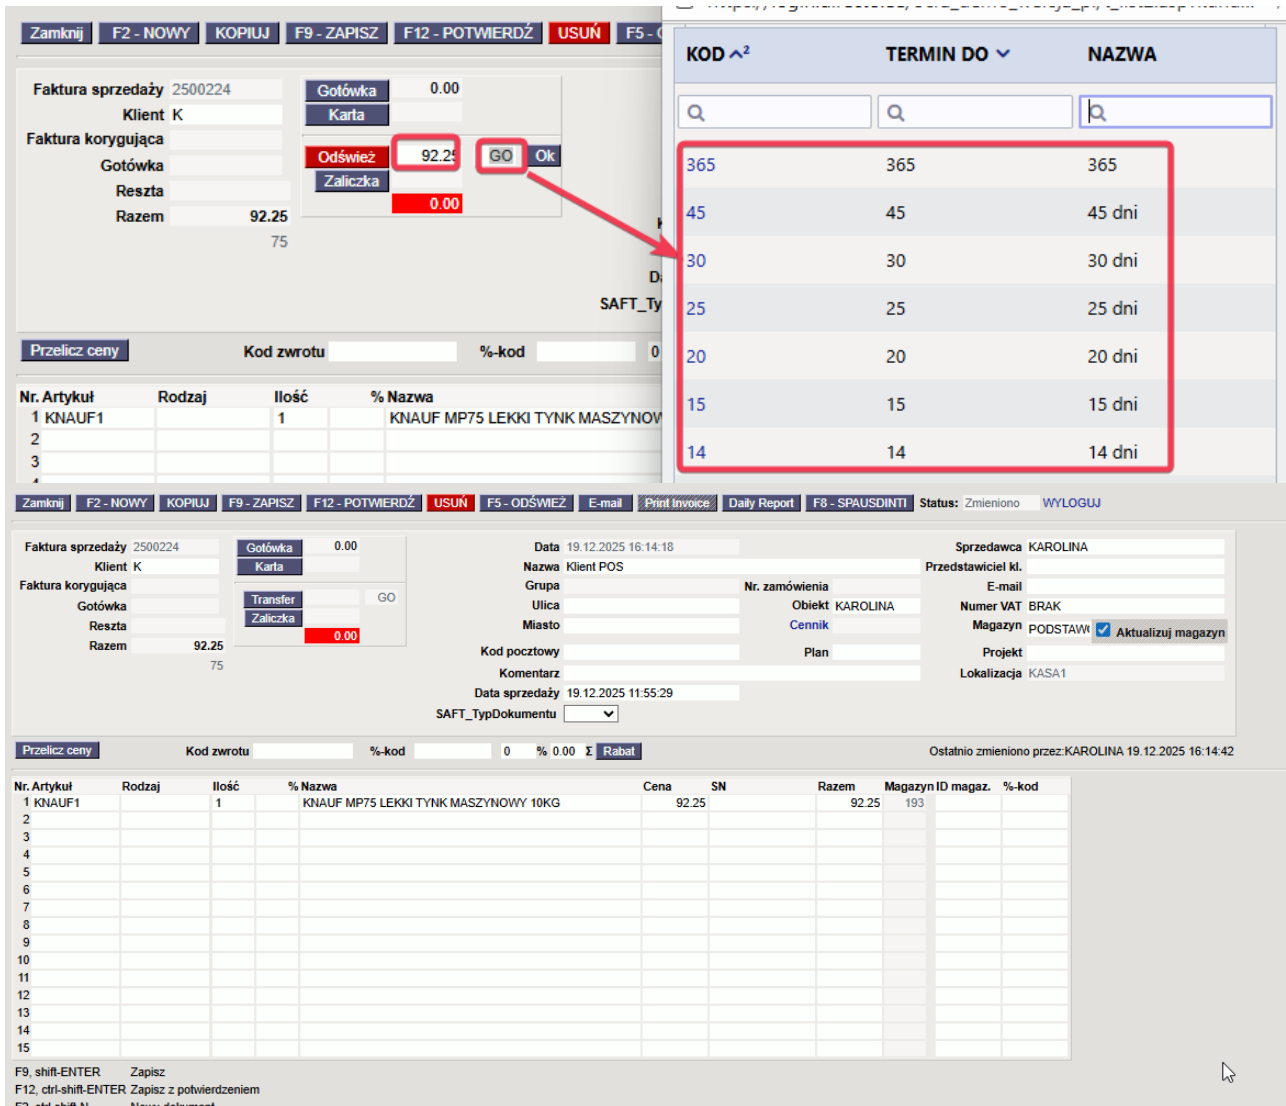 Zamknij F2 - NOWY KOPIUJ F9 - ZAPISZ F12 - POTWIERDŹ USUŃ F5 -
Faktura sprzedaży 2500224 Gotówka 0.00
Klient K Karta
Faktura korygująca
Gotówka Odśwież 92.25 GO Ok
Reszta Zaliczka
Razem 92.25 0.00
75
SAFT_Ty
Przelicz ceny Kod zwrotu %-kod 0
Nr. Artykuł Rodzaj Ilość % Nazwa
1 KNAUF1 1 KNAUF MP75 LEKKI TYNK MASZYNOW
2
3
KOD 2 TERMIN DO NAZWA
365 365 365
45 45 45 dni
30 30 30 dni
25 25 25 dni
20 20 20 dni
15 15 15 dni
14 14 14 dni
Zamknij F2 - NOWY KOPIUJ F9 - ZAPISZ F12 - POTWIERDŹ USUŃ F5 - ODŚWIEŻ E-mail Print Invoice Daily Report F8 - SPAUSDINTI Status: Zmieniono WYLOGUJ
Faktura sprzedaży 2500224 Gotówka 0.00 Data 19.12.2025 16:14:18 Sprzedawca KAROLINA
Klient K Karta Nazwa Klient POS Przedstawiciel kl.
Faktura korygująca Grupa Nr. zamówienia E-mail
Gotówka Transfer GO Ulica Obiekt KAROLINA Numer VAT BRAK
Reszta Zaliczka Miasto Cennik Magazyn PODSTAW Aktualizuj magazyn
Razem 92.25 0.00 Kod pocztowy Plan Projekt
75 Komentarz Lokalizacja KASA1
Data sprzedaży 19.12.2025 11:55:29
SAFT_TypDokumentu
Przelicz ceny Kod zwrotu %-kod 0 % 0.00 Σ Rabat Ostatnio zmieniono przez:KAROLINA 19.12.2025 16:14:42
Nr. Artykuł Rodzaj Ilość % Nazwa Cena SN Razem Magazyn ID magaz. %-kod
1 KNAUF1 1 KNAUF MP75 LEKKI TYNK MASZYNOWY 10KG 92.25 92.25 193
2
3
4
5
6
7
8
9
10
11
12
13
14
15
F9, shift-ENTER Zapisz
F12, ctrl-shift-ENTER Zapisz z potwierdzeniem